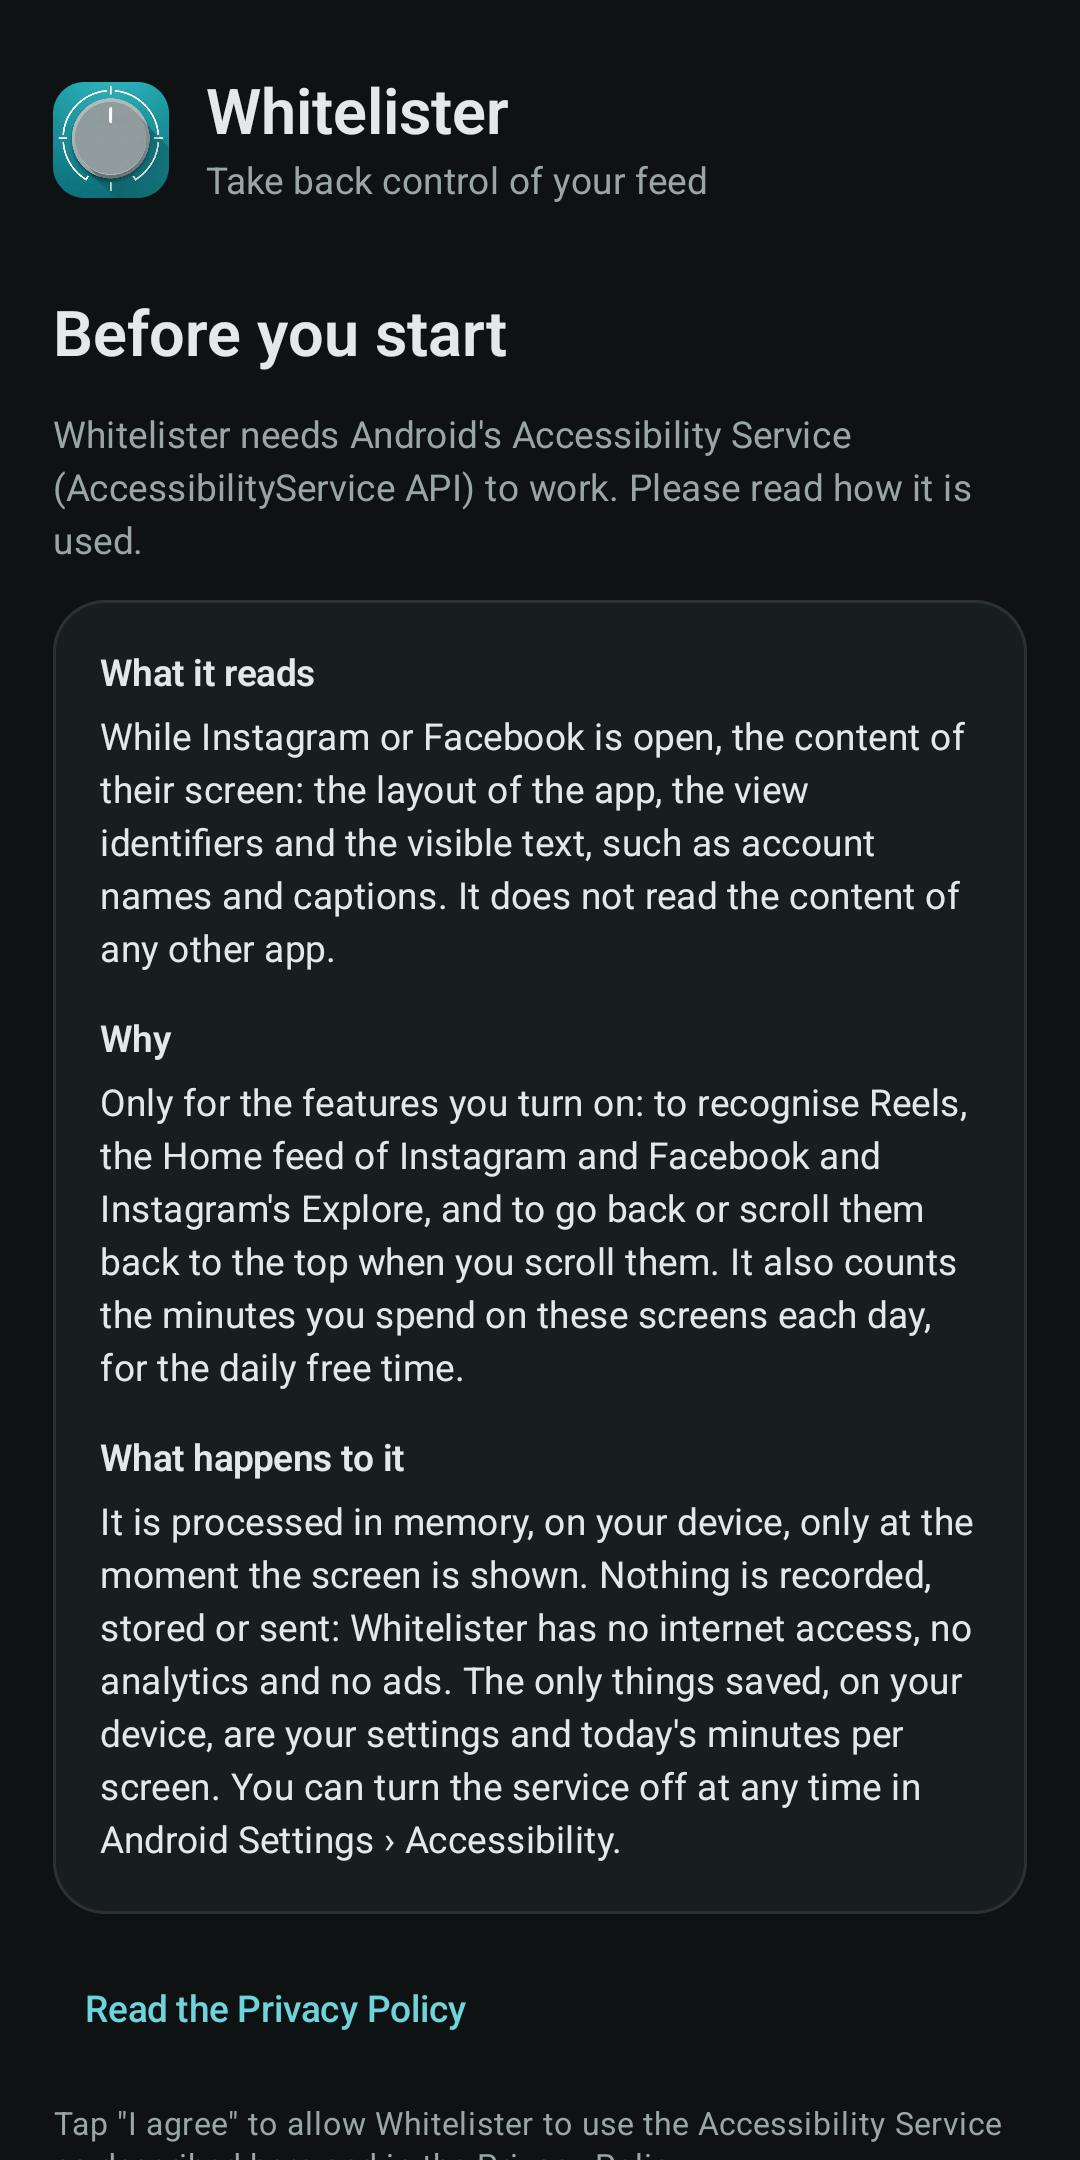 Whitelister
Take back control of your feed
Before you start
Whitelister needs Android's Accessibility Service
(AccessibilityService API) to work. Please read how it is
used.
What it reads
While Instagram or Facebook is open, the content of
their screen: the layout of the app, the view
identifiers and the visible text, such as account
names and captions. It does not read the content of
any other app.
Why
Only for the features you turn on: to recognise Reels,
the Home feed of Instagram and Facebook and
Instagram's Explore, and to go back or scroll them
back to the top when you scroll them. It also counts
the minutes you spend on these screens each day,
for the daily free time.
What happens to it
It is processed in memory, on your device, only at the
moment the screen is shown. Nothing is recorded,
stored or sent: Whitelister has no internet access, no
analytics and no ads. The only things saved, on your
device, are your settings and today's minutes per
screen. You can turn the service off at any time in
Android Settings › Accessibility.
Read the Privacy Policy
Tap "I agree" to allow Whitelister to use the Accessibility Service